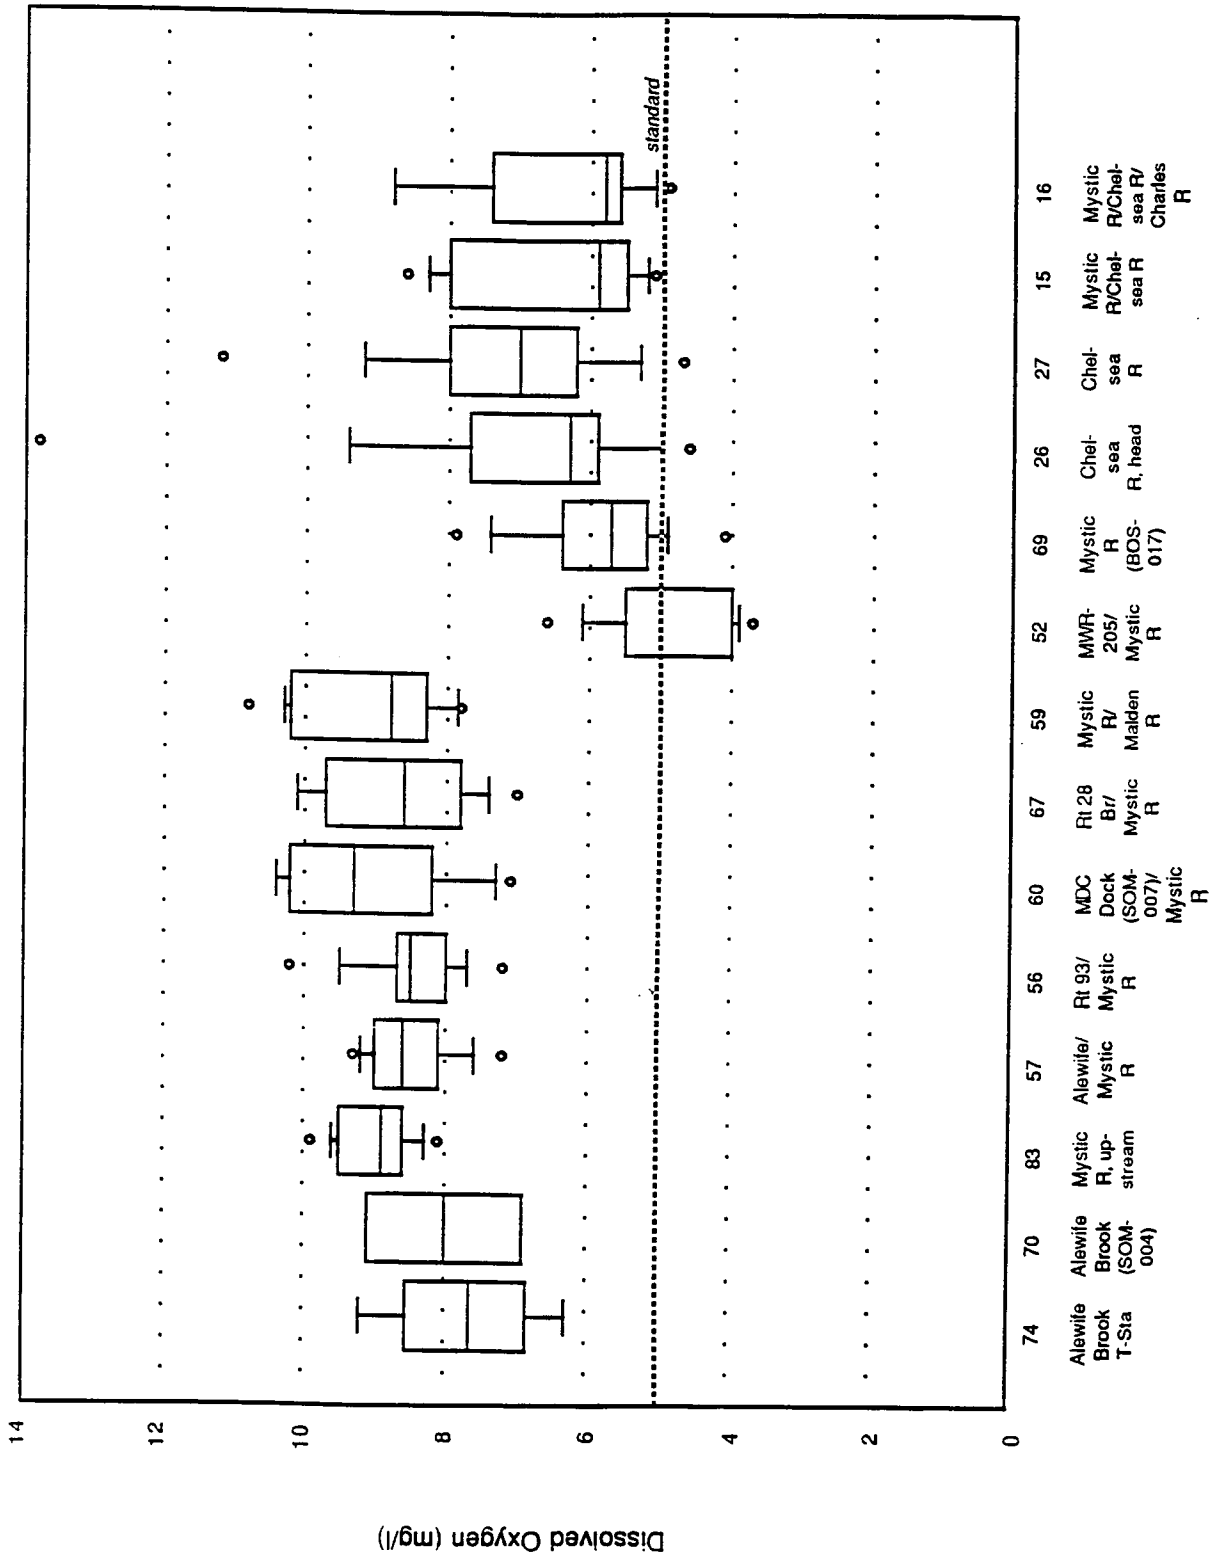 Dissolved Oxygen (mg/l)
14
12
10
8
6
4
2
0
standard
74
Alewife
Brook
T-Sta
70
Alewife
Brook
(SOM-
004)
83
Mystic
R, up-
stream
57
Alewife/
Mystic
R
56
Rt 93/
Mystic
R
60
MDC
Dock
(SOM-
007)/
Mystic
R
67
Rt 28
Br/
Mystic
R
59
Mystic
R/
Malden
R
52
MWR-
205/
Mystic
R
69
Mystic
R
(BOS-
017)
26
Chel-
sea
R, head
27
Chel-
sea
R
15
Mystic
R/Chel-
sea R
16
Mystic
R/Chel-
sea R/
Charles
R